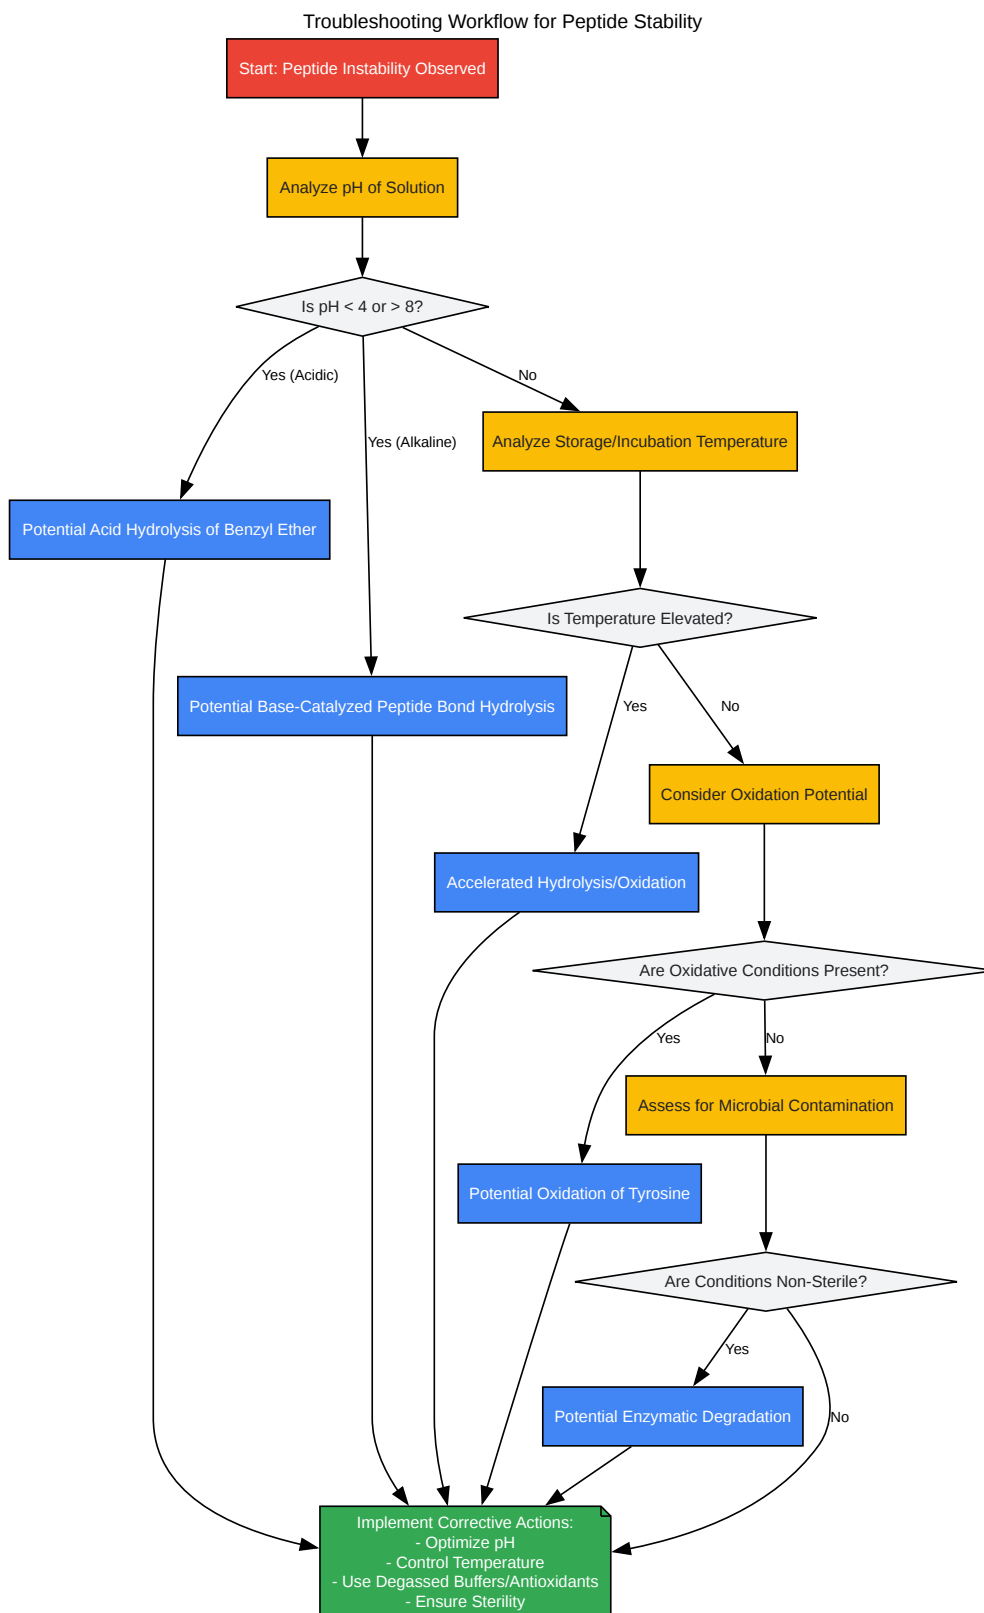 Troubleshooting Workflow for Peptide Stability
Start: Peptide Instability Observed
Analyze pH of Solution
Is pH < 4 or > 8?
Yes (Acidic)
No
Yes (Alkaline)
Analyze Storage/Incubation Temperature
Potential Acid Hydrolysis of Benzyl Ether
Is Temperature Elevated?
Potential Base-Catalyzed Peptide Bond Hydrolysis
Yes
No
Consider Oxidation Potential
Accelerated Hydrolysis/Oxidation
Are Oxidative Conditions Present?
Yes
No
Assess for Microbial Contamination
Potential Oxidation of Tyrosine
Are Conditions Non-Sterile?
Yes
Potential Enzymatic Degradation
No
Implement Corrective Actions:
- Optimize pH
- Control Temperature
- Use Degassed Buffers/Antioxidants
- Ensure Sterility